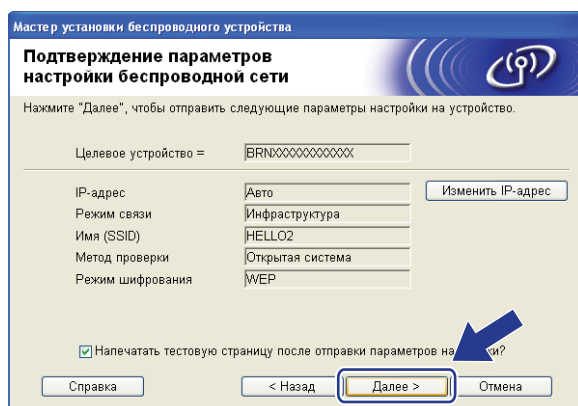 Мастер установки беспроводного устройства
Подтверждение параметров
настройки беспроводной сети
Нажмите "Далее", чтобы отправить следующие параметры настройки на устройство.
Целевое устройство = BRNXXXXXXXXXXXX
IP-адрес Авто Изменить IP-адрес
Режим связи Инфраструктура
Имя (SSID) HELLO2
Метод проверки Открытая система
Режим шифрования WEP
Напечатать тестовую страницу после отправки параметров
Справка < Назад Далее > Отмена